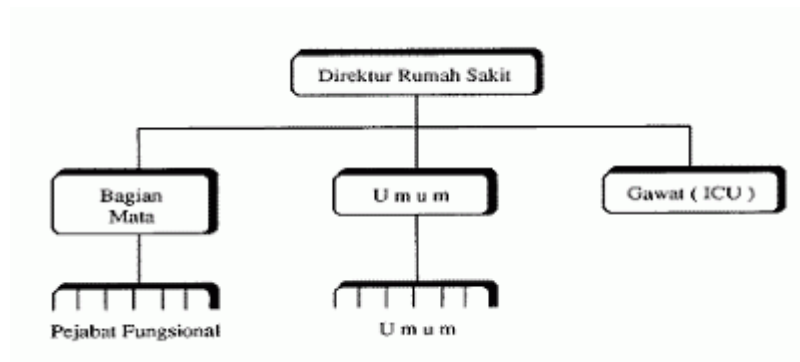 Direktur Rumah Sakit
Bagian
Mata
U m u m
Gawat ( ICU )
Pejabat Fungsional
U m u m